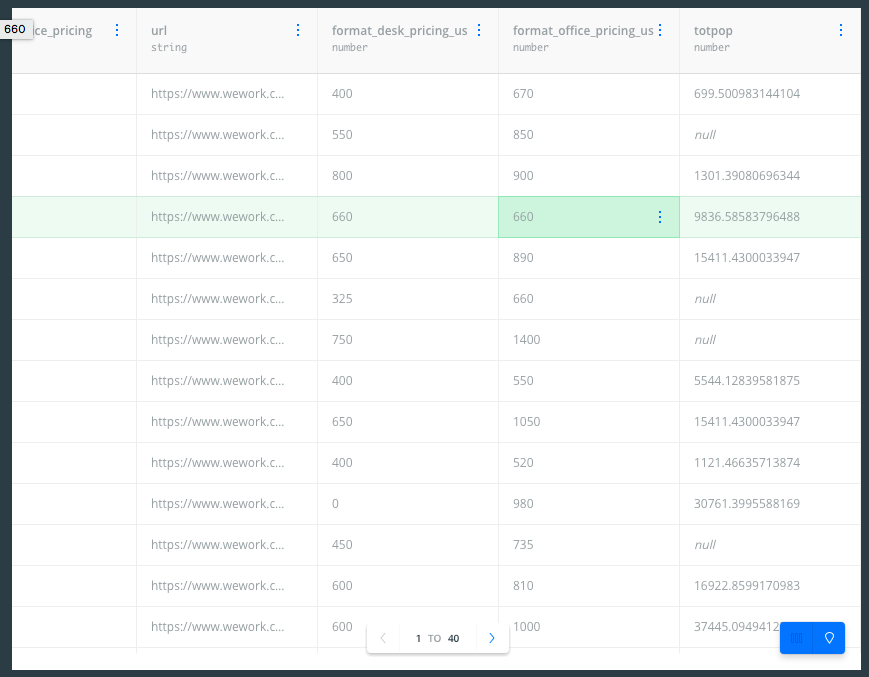 660
ce_pricing url format_desk_pricing_us format_office_pricing_us totpop
string number number number
https://www.wework.c... 400 670 699.500983144104
https://www.wework.c... 550 850 null
https://www.wework.c... 800 900 1301.39080696344
https://www.wework.c... 660 660 9836.58583796488
https://www.wework.c... 650 890 15411.4300033947
https://www.wework.c... 325 660 null
https://www.wework.c... 750 1400 null
https://www.wework.c... 400 550 5544.12839581875
https://www.wework.c... 650 1050 15411.4300033947
https://www.wework.c... 400 520 1121.46635713874
https://www.wework.c... 0 980 30761.3995588169
https://www.wework.c... 450 735 null
https://www.wework.c... 600 810 16922.8599170983
https://www.wework.c... 600 1000 37445.0949412
1 TO 40